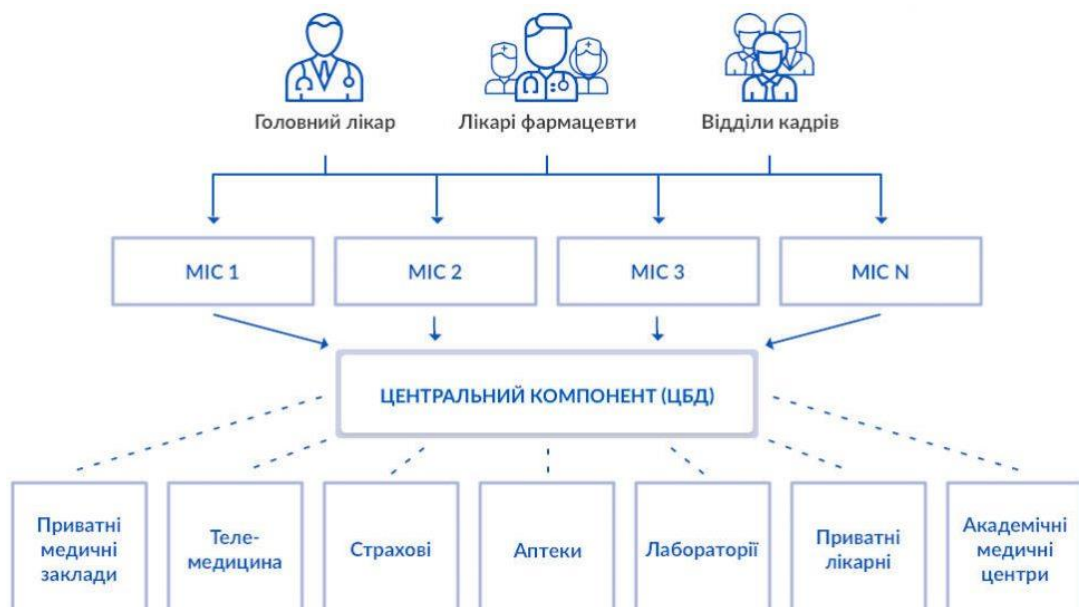 Головний лікар
Лікарі фармацевти
Відділи кадрів
МІС 1
МІС 2
МІС 3
МІС N
ЦЕНТРАЛЬНИЙ КОМПОНЕНТ (ЦБД)
Приватні
медичні
заклади
Теле-
медицина
Страхові
Аптеки
Лабораторії
Приватні
лікарні
Академічні
медичні
центри